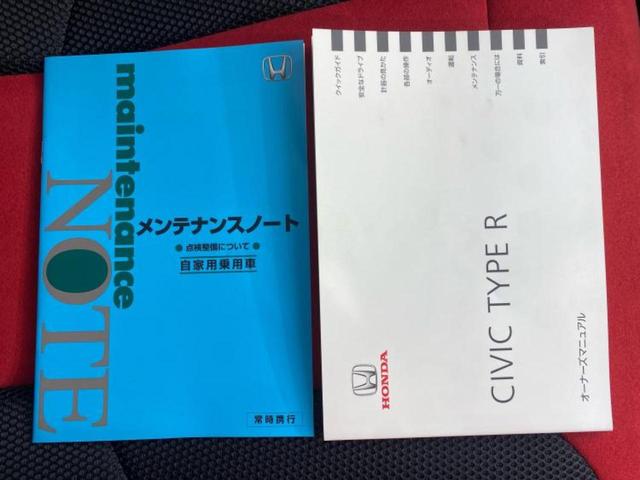 maintenance
NOTE
メンテナンスノート
点検整備について
自家用乗用車
常時携行
クイックガイド
安全なドライブ
計器の見かた
各部の操作
オーディオ
運転
メンテナンス
万一の場合には
資料
索引
CIVIC TYPE R
オーナーズマニュアル
HONDA